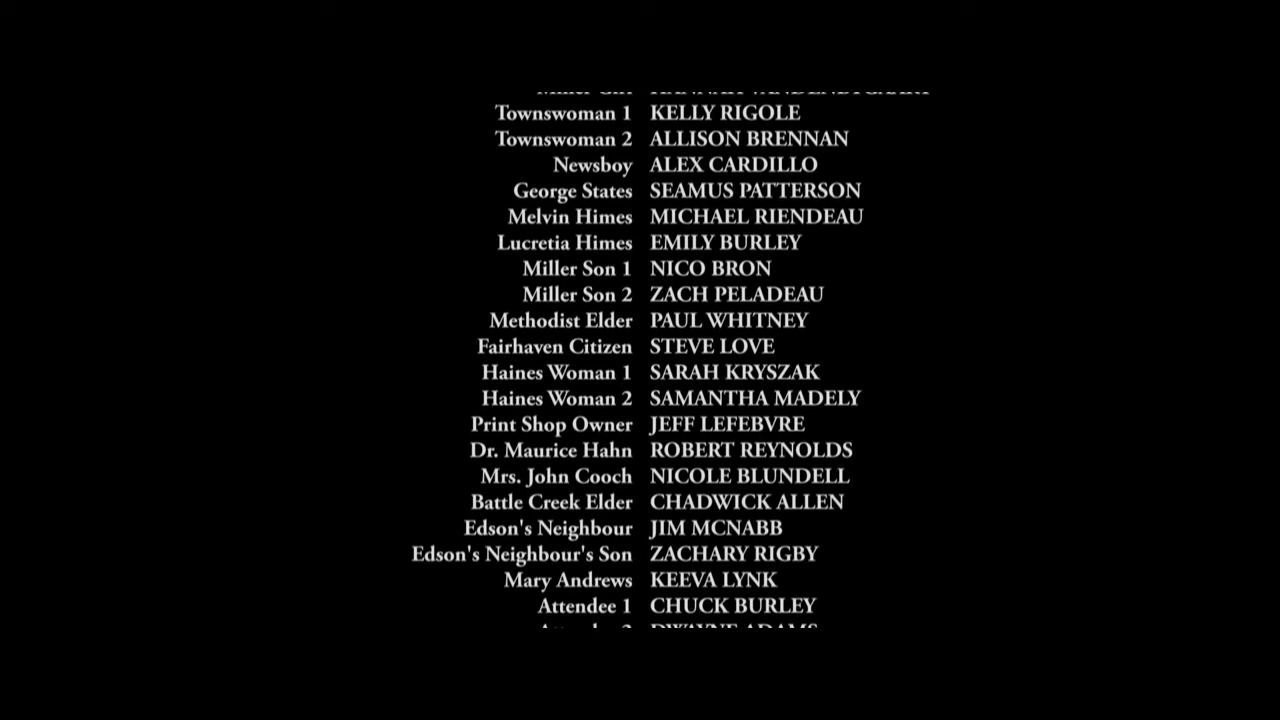 Townswoman 1 KELLY RIGOLE
Townswoman 2 ALLISON BRENNAN
Newsboy ALEX CARDILLO
George States SEAMUS PATTERSON
Melvin Himes MICHAEL RIENDEAU
Lucretia Himes EMILY BURLEY
Miller Son 1 NICO BRON
Miller Son 2 ZACH PELADEAU
Methodist Elder PAUL WHITNEY
Fairhaven Citizen STEVE LOVE
Haines Woman 1 SARAH KRYSZAK
Haines Woman 2 SAMANTHA MADELY
Print Shop Owner JEFF LEFEBVRE
Dr. Maurice Hahn ROBERT REYNOLDS
Mrs. John Cooch NICOLE BLUNDELL
Battle Creek Elder CHADWICK ALLEN
Edson's Neighbour JIM MCNABB
Edson's Neighbour's Son ZACHARY RIGBY
Mary Andrews KEEVA LYNK
Attendee 1 CHUCK BURLEY
Attendee 2 DWAYNE ADAMS